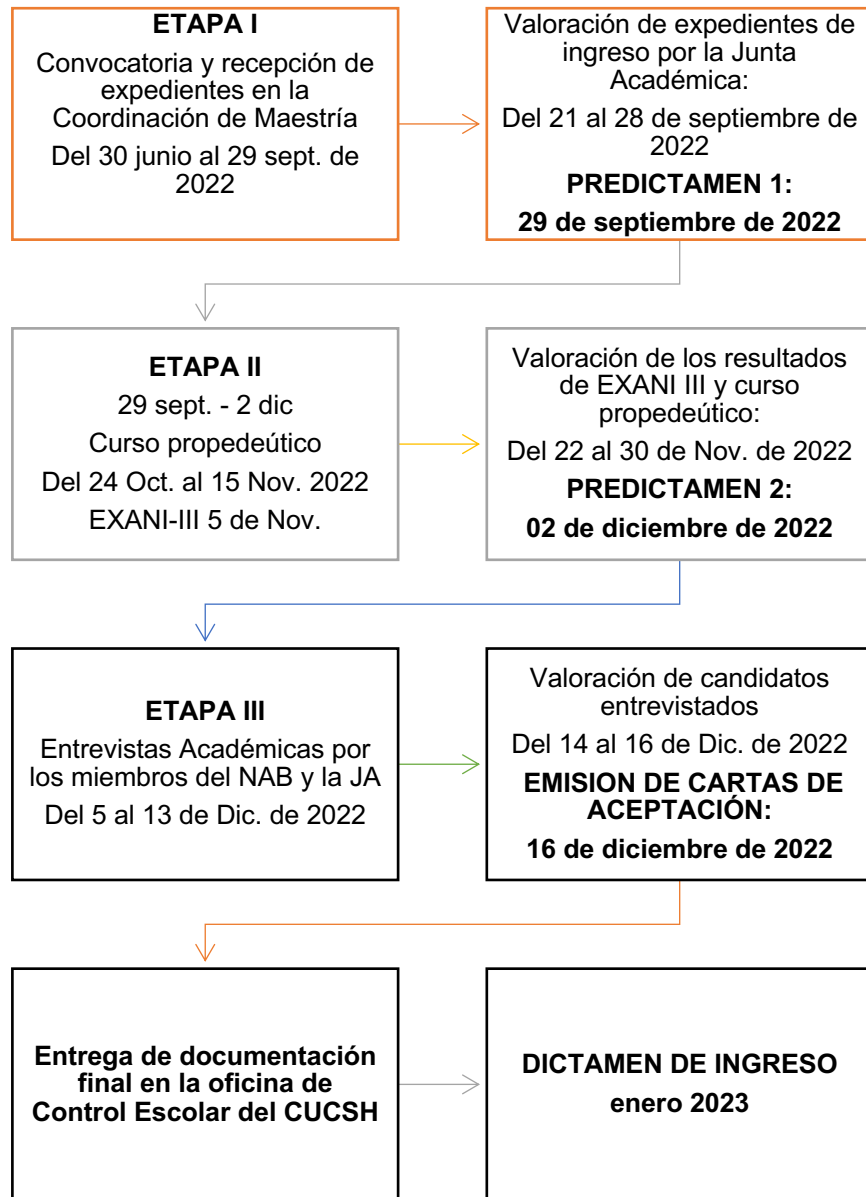 ETAPA I
Convocatoria y recepción de
expedientes en la
Coordinación de Maestría
Del 30 junio al 29 sept. de
2022
Valoración de expedientes de
ingreso por la Junta
Académica:
Del 21 al 28 de septiembre de
2022
PREDICTAMEN 1:
29 de septiembre de 2022
ETAPA II
29 sept. - 2 dic
Curso propedeútico
Del 24 Oct. al 15 Nov. 2022
EXANI-III 5 de Nov.
Valoración de los resultados
de EXANI III y curso
propedeútico:
Del 22 al 30 de Nov. de 2022
PREDICTAMEN 2:
02 de diciembre de 2022
ETAPA III
Entrevistas Académicas por
los miembros del NAB y la JA
Del 5 al 13 de Dic. de 2022
Valoración de candidatos
entrevistados
Del 14 al 16 de Dic. de 2022
EMISION DE CARTAS DE
ACEPTACIÓN:
16 de diciembre de 2022
Entrega de documentación
final en la oficina de
Control Escolar del CUCSH
DICTAMEN DE INGRESO
enero 2023